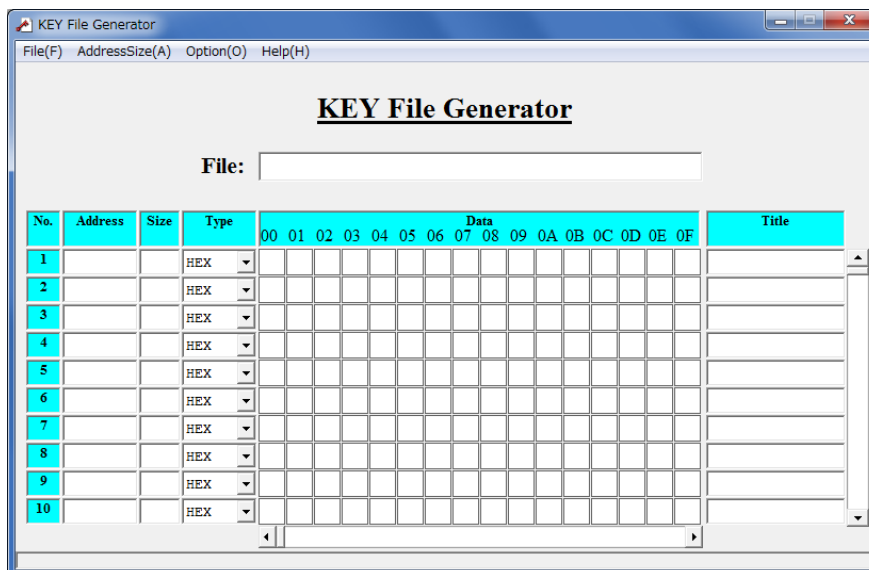 KEY File Generator
File(F) AddressSize(A) Option(O) Help(H)
KEY File Generator
File:
No. Address Size Type Data Title
00 01 02 03 04 05 06 07 08 09 0A 0B 0C 0D 0E 0F
1 HEX
2 HEX
3 HEX
4 HEX
5 HEX
6 HEX
7 HEX
8 HEX
9 HEX
10 HEX